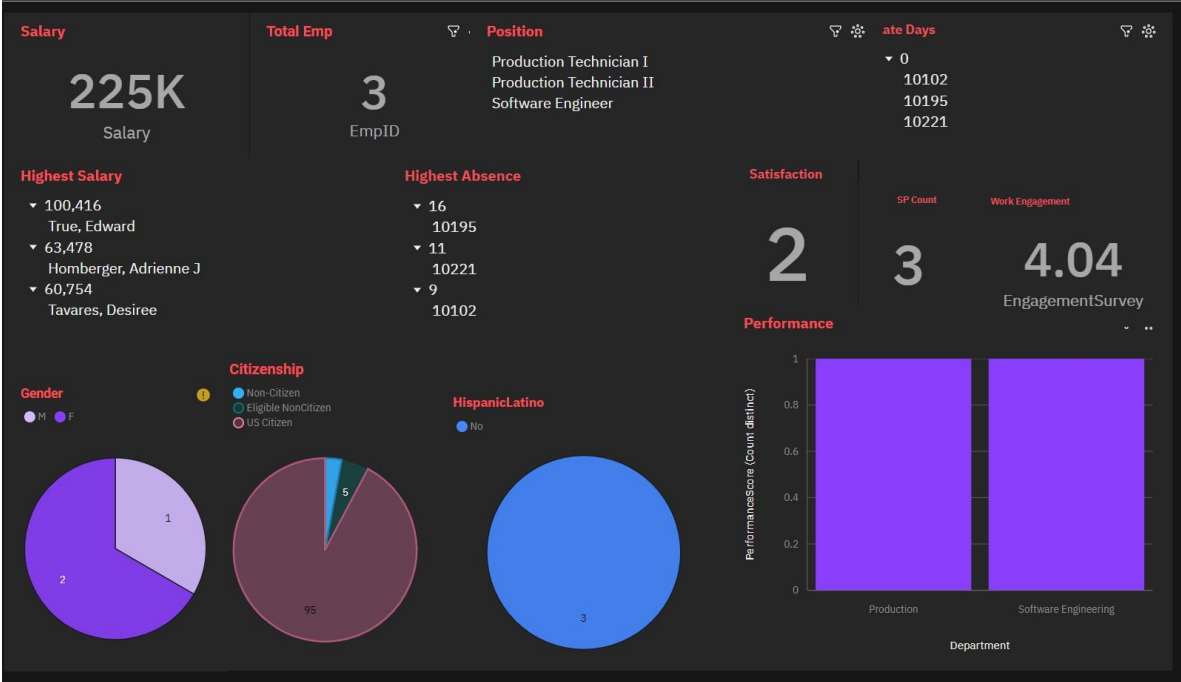 Salary
225K
Salary
Total Emp
3
EmpID
Position
Production Technician I
Production Technician II
Software Engineer
ate Days
0
10102
10195
10221
Highest Salary
100,416
True, Edward
63,478
Homberger, Adrienne J
60,754
Tavares, Desiree
Highest Absence
16
10195
11
10221
9
10102
Satisfaction
2
SP Count
3
Work Engagement
4.04
EngagementSurvey
Gender
M F
1
2
Citizenship
Non-Citizen
Eligible NonCitizen
US Citizen
5
95
HispanicLatino
No
3
Performance
PerformanceScore (Count distinct)
1
0.8
0.6
0.4
0.2
0
Production Software Engineering
Department